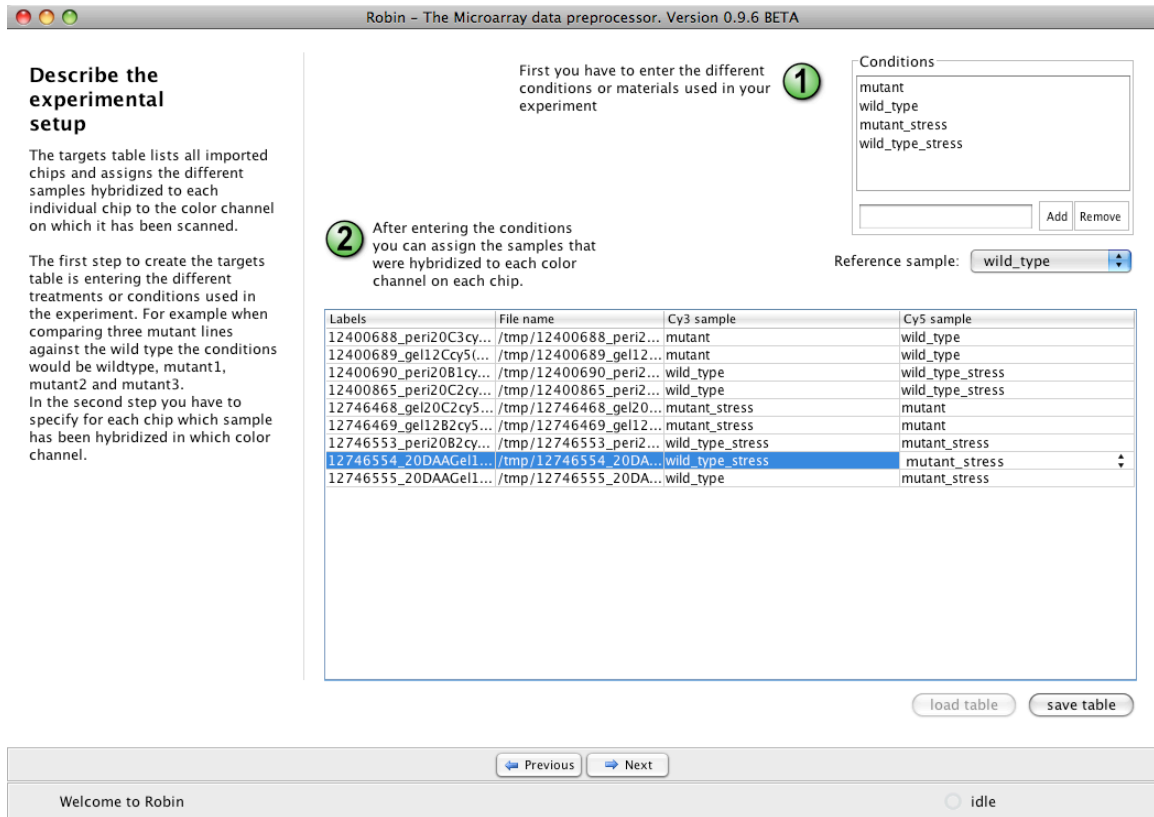 Robin – The Microarray data preprocessor. Version 0.9.6 BETA
Describe the
experimental
setup
The targets table lists all imported
chips and assigns the different
samples hybridized to each
individual chip to the color channel
on which it has been scanned.
The first step to create the targets
table is entering the different
treatments or conditions used in
the experiment. For example when
comparing three mutant lines
against the wild type the conditions
would be wildtype, mutant1,
mutant2 and mutant3.
In the second step you have to
specify for each chip which sample
has been hybridized in which color
channel.
First you have to enter the different
conditions or materials used in your
experiment
1
Conditions
mutant
wild_type
mutant_stress
wild_type_stress
Add Remove
2
After entering the conditions
you can assign the samples that
were hybridized to each color
channel on each chip.
Reference sample: wild_type
Labels File name Cy3 sample Cy5 sample
12400688_peri20C3cy... /tmp/12400688_peri2... mutant wild_type
12400689_gel12Ccy5(... /tmp/12400689_gel12... mutant wild_type
12400690_peri20B1cy... /tmp/12400690_peri2... wild_type wild_type_stress
12400865_peri20C2cy... /tmp/12400865_peri2... wild_type wild_type_stress
12746468_gel20C2cy5... /tmp/12746468_gel20... mutant_stress mutant
12746469_gel12B2cy5... /tmp/12746469_gel12... mutant_stress mutant
12746553_peri20B2cy... /tmp/12746553_peri2... wild_type_stress mutant_stress
12746554_20DAAGel1... /tmp/12746554_20DA... wild_type_stress mutant_stress
12746555_20DAAGel1... /tmp/12746555_20DA... wild_type mutant_stress
load table save table
Previous Next
Welcome to Robin idle